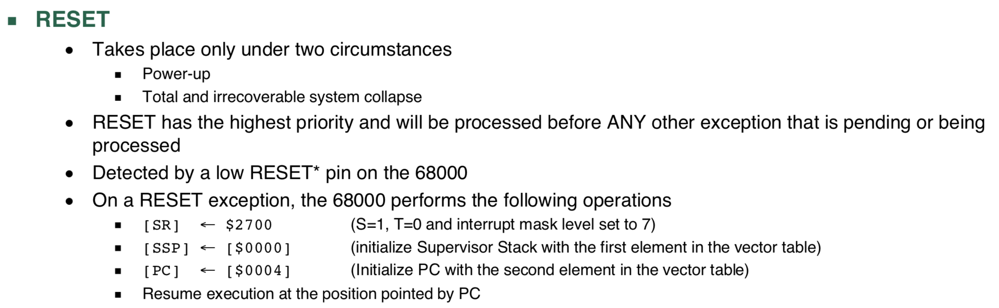 ▪ RESET
• Takes place only under two circumstances
▪ Power-up
▪ Total and irrecoverable system collapse
• RESET has the highest priority and will be processed before ANY other exception that is pending or being
processed
• Detected by a low RESET* pin on the 68000
• On a RESET exception, the 68000 performs the following operations
▪ [SR] ← $2700 (S=1, T=0 and interrupt mask level set to 7)
▪ [SSP] ← [$0000] (initialize Supervisor Stack with the first element in the vector table)
▪ [PC] ← [$0004] (Initialize PC with the second element in the vector table)
▪ Resume execution at the position pointed by PC